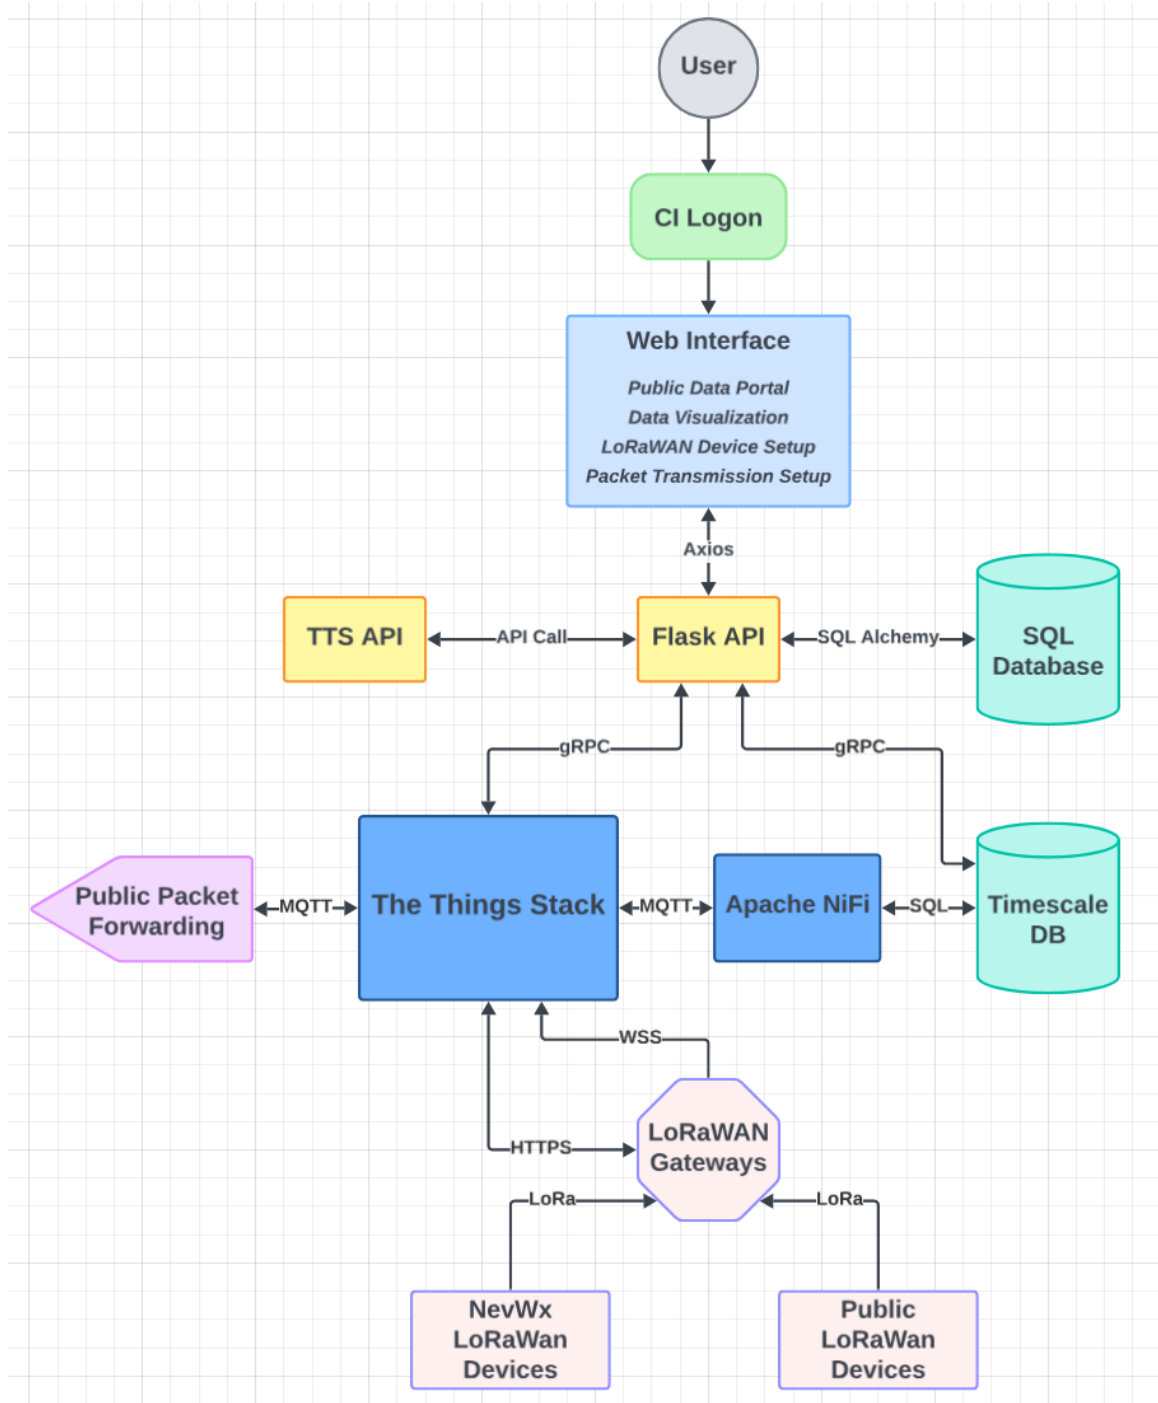 User
CI Logon
Web Interface
Public Data Portal
Data Visualization
LoRaWAN Device Setup
Packet Transmission Setup
Axios
TTS API
API Call
Flask API
SQL Alchemy
SQL
Database
gRPC
gRPC
Public Packet
Forwarding
MQTT
The Things Stack
MQTT
Apache NiFi
SQL
Timescale
DB
WSS
LoRaWAN
Gateways
HTTPS
LoRa
LoRa
NevWx
LoRaWan
Devices
Public
LoRaWan
Devices